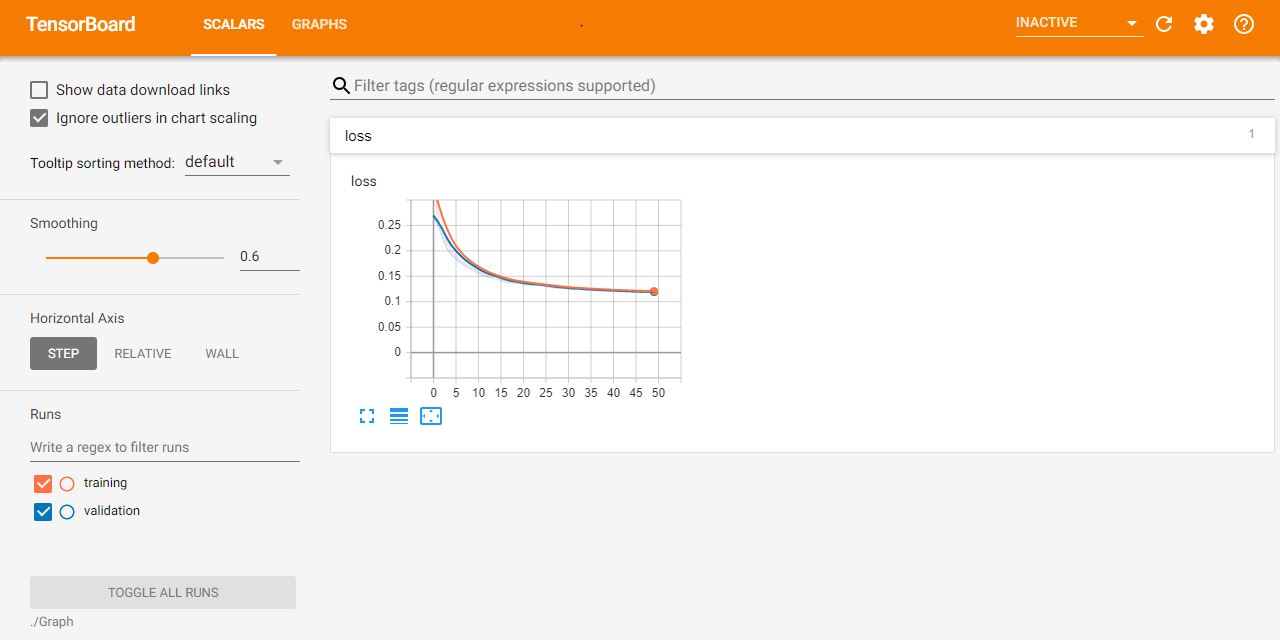 TensorBoard SCALARS GRAPHS INACTIVE
Show data download links
Ignore outliers in chart scaling
Tooltip sorting method: default
Smoothing
0.6
Horizontal Axis
STEP RELATIVE WALL
Runs
Write a regex to filter runs
training
validation
TOGGLE ALL RUNS
./Graph
Filter tags (regular expressions supported)
loss 1
loss
0.25
0.2
0.15
0.1
0.05
0
0 5 10 15 20 25 30 35 40 45 50